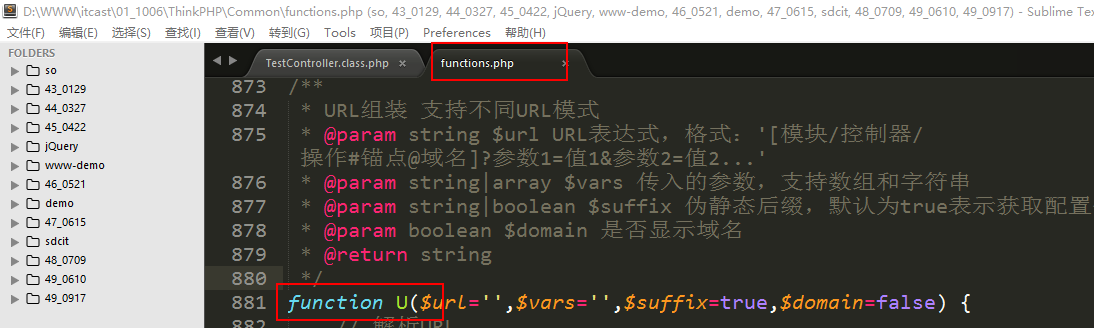 D:\WWW\itcast\01_1006\ThinkPHP\Common\functions.php (so, 43_0129, 44_0327, 45_0422, jQuery, www-demo, 46_0521, demo, 47_0615, sdcit, 48_0709, 49_0610, 49_0917) - Sublime Tex
文件(F) 编辑(E) 选择(S) 查找(I) 查看(V) 转到(G) Tools 项目(P) Preferences 帮助(H)
FOLDERS
so
43_0129
44_0327
45_0422
jQuery
www-demo
46_0521
demo
47_0615
sdcit
48_0709
49_0610
49_0917
TestController.class.php × functions.php ×
873 /**
874 * URL组装 支持不同URL模式
875 * @param string $url URL表达式，格式：'[模块/控制器/
操作#锚点@域名]?参数1=值1&参数2=值2...'
876 * @param string|array $vars 传入的参数，支持数组和字符串
877 * @param string|boolean $suffix 伪静态后缀，默认为true表示获取配置
878 * @param boolean $domain 是否显示域名
879 * @return string
880 */
881 function U($url='',$vars='',$suffix=true,$domain=false) {
882 // 解析URL